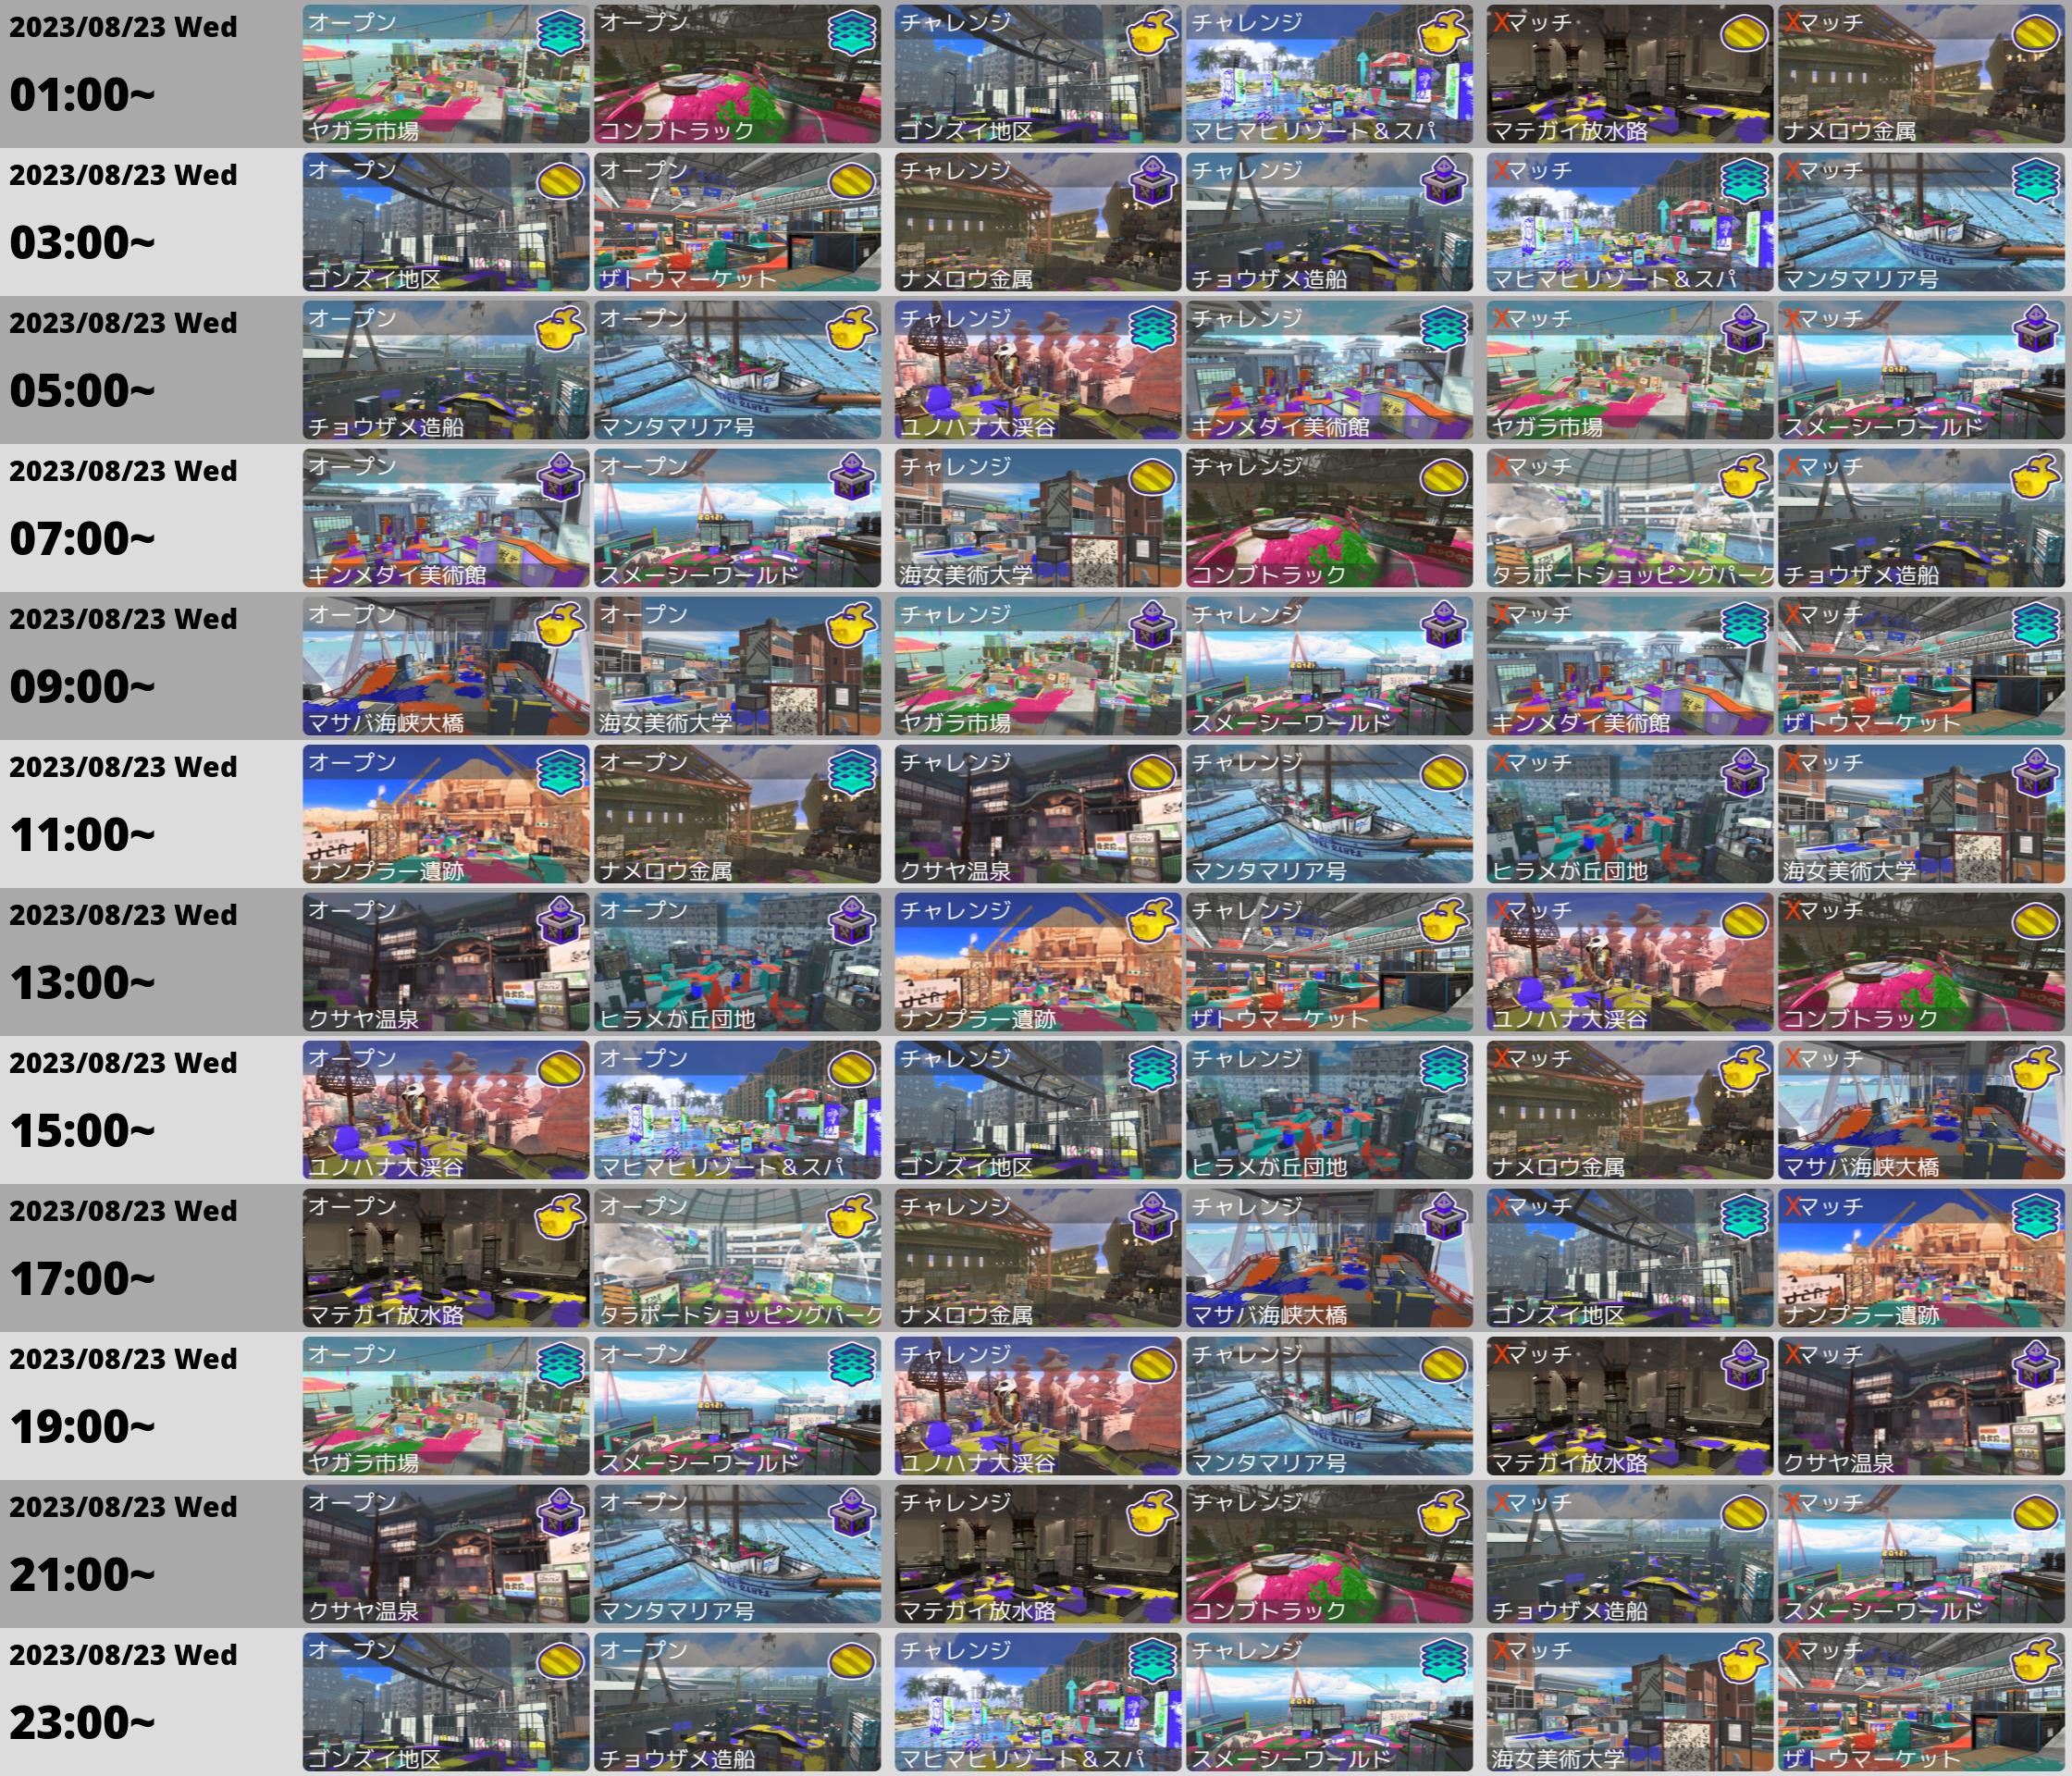 2023/08/23 Wed
01:00~
オープン
ヤガラ市場
オープン
コンブトラック
チャレンジ
ゴンズイ地区
チャレンジ
マヒマヒリゾート＆スパ
Xマッチ
マテガイ放水路
Xマッチ
ナメロウ金属
2023/08/23 Wed
03:00~
オープン
ゴンズイ地区
オープン
ザトウマーケット
チャレンジ
ナメロウ金属
チャレンジ
チョウザメ造船
Xマッチ
マヒマヒリゾート＆スパ
Xマッチ
マンタマリア号
2023/08/23 Wed
05:00~
オープン
チョウザメ造船
オープン
マンタマリア号
チャレンジ
ユノハナ大渓谷
チャレンジ
キンメダイ美術館
Xマッチ
ヤガラ市場
Xマッチ
スメーシーワールド
2023/08/23 Wed
07:00~
オープン
キンメダイ美術館
オープン
スメーシーワールド
チャレンジ
海女美術大学
チャレンジ
コンブトラック
Xマッチ
タラポートショッピングパーク
Xマッチ
チョウザメ造船
2023/08/23 Wed
09:00~
オープン
マサバ海峡大橋
オープン
海女美術大学
チャレンジ
ヤガラ市場
チャレンジ
スメーシーワールド
Xマッチ
キンメダイ美術館
Xマッチ
ザトウマーケット
2023/08/23 Wed
11:00~
オープン
ナンプラー遺跡
オープン
ナメロウ金属
チャレンジ
クサヤ温泉
チャレンジ
マンタマリア号
Xマッチ
ヒラメが丘団地
Xマッチ
海女美術大学
2023/08/23 Wed
13:00~
オープン
クサヤ温泉
オープン
ヒラメが丘団地
チャレンジ
ナンプラー遺跡
チャレンジ
ザトウマーケット
Xマッチ
ユノハナ大渓谷
Xマッチ
コンブトラック
2023/08/23 Wed
15:00~
オープン
ユノハナ大渓谷
オープン
マヒマヒリゾート＆スパ
チャレンジ
ゴンズイ地区
チャレンジ
ヒラメが丘団地
Xマッチ
ナメロウ金属
Xマッチ
マサバ海峡大橋
2023/08/23 Wed
17:00~
オープン
マテガイ放水路
オープン
タラポートショッピングパーク
チャレンジ
ナメロウ金属
チャレンジ
マサバ海峡大橋
Xマッチ
ゴンズイ地区
Xマッチ
ナンプラー遺跡
2023/08/23 Wed
19:00~
オープン
ヤガラ市場
オープン
スメーシーワールド
チャレンジ
ユノハナ大渓谷
チャレンジ
マンタマリア号
Xマッチ
マテガイ放水路
Xマッチ
クサヤ温泉
2023/08/23 Wed
21:00~
オープン
クサヤ温泉
オープン
マンタマリア号
チャレンジ
マテガイ放水路
チャレンジ
コンブトラック
Xマッチ
チョウザメ造船
Xマッチ
スメーシーワールド
2023/08/23 Wed
23:00~
オープン
ゴンズイ地区
オープン
チョウザメ造船
チャレンジ
マヒマヒリゾート＆スパ
チャレンジ
スメーシーワールド
Xマッチ
海女美術大学
Xマッチ
ザトウマーケット